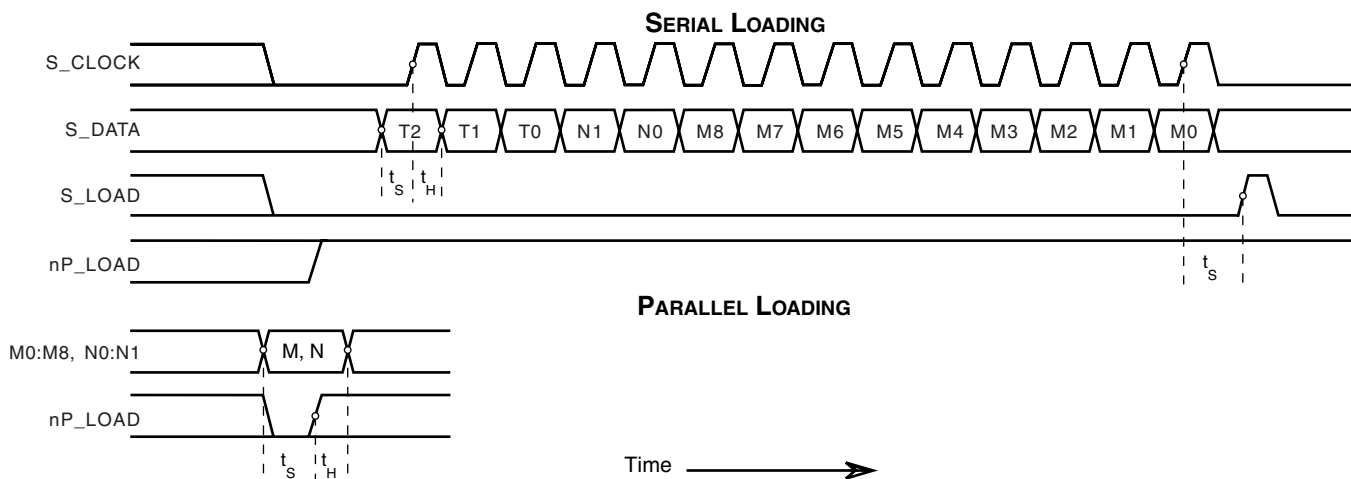 SERIAL LOADING
S_CLOCK
S_DATA T2 T1 T0 N1 N0 M8 M7 M6 M5 M4 M3 M2 M1 M0
tS tH
S_LOAD
nP_LOAD
tS
PARALLEL LOADING
M0:M8, N0:N1 M, N
nP_LOAD
tS tH
Time